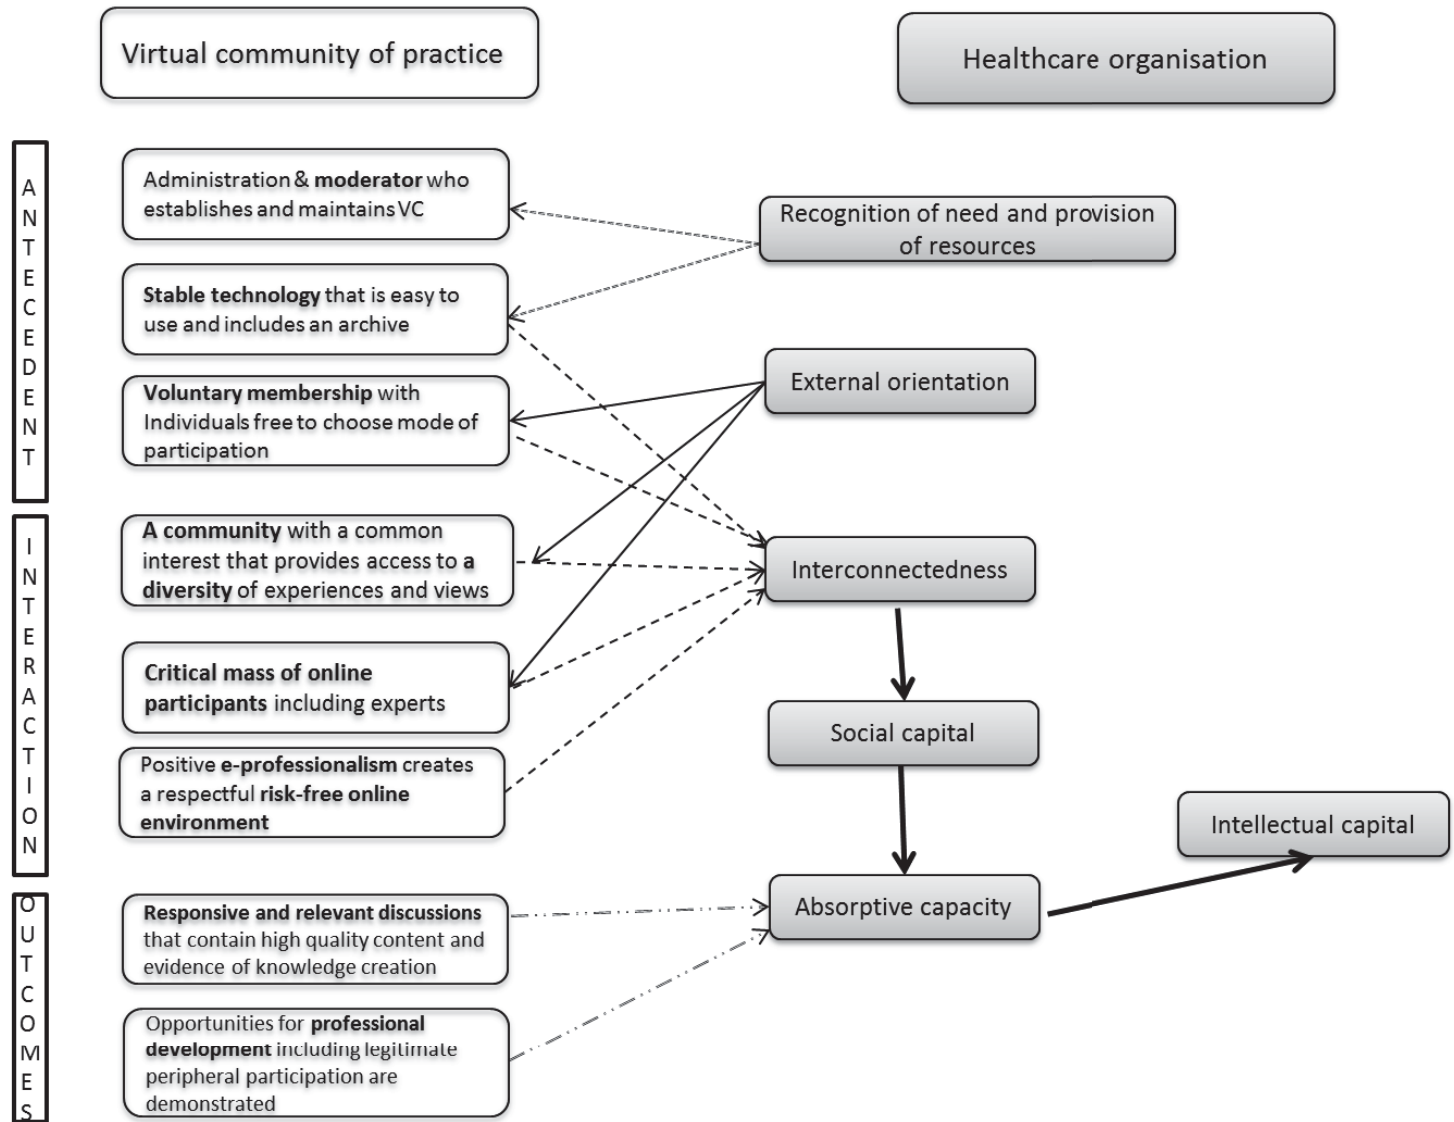 Virtual community of practice
Healthcare organisation
ANTECEDENT
Administration & moderator who
establishes and maintains VC
Stable technology that is easy to
use and includes an archive
Voluntary membership with
Individuals free to choose mode of
participation
Recognition of need and provision
of resources
External orientation
INTERACTION
A community with a common
interest that provides access to a
diversity of experiences and views
Critical mass of online
participants including experts
Positive e-professionalism creates
a respectful risk-free online
environment
Interconnectedness
Social capital
Intellectual capital
OUTCOMES
Responsive and relevant discussions
that contain high quality content and
evidence of knowledge creation
Opportunities for professional
development including legitimate
peripheral participation are
demonstrated
Absorptive capacity